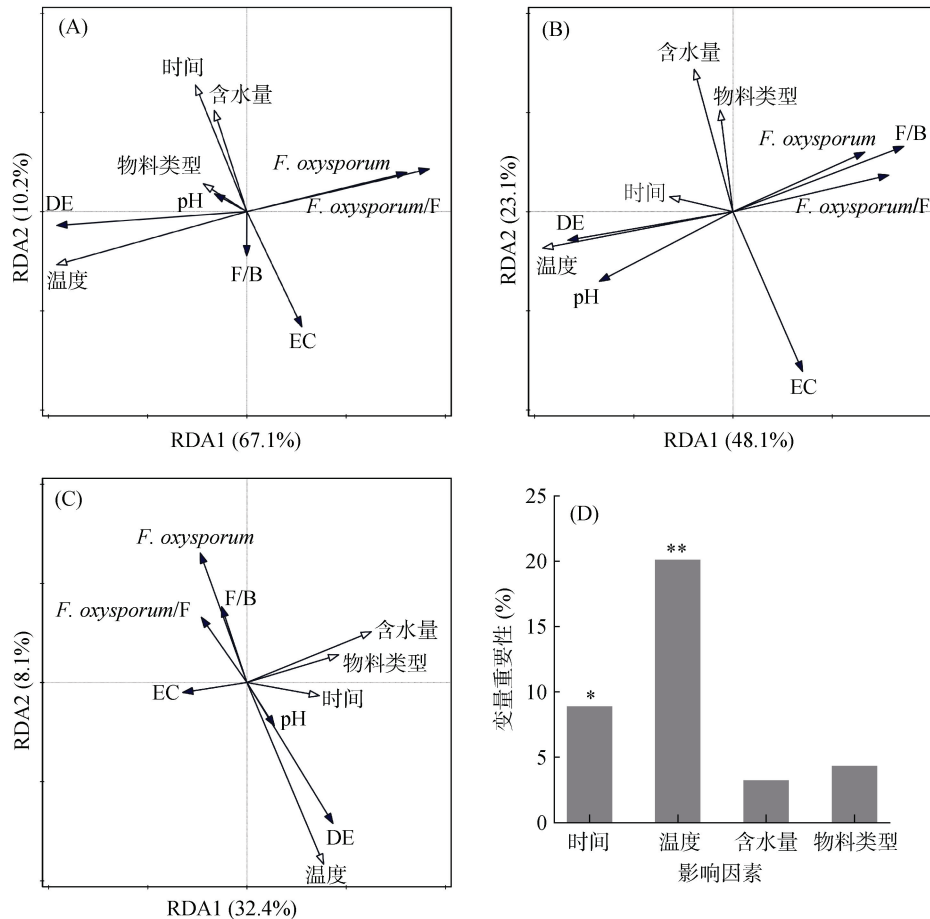 (A)
时间
含水量
物料类型
F. oxysporum
pH
DE
F. oxysporum/F
温度
F/B
EC
RDA2 (10.2%)
RDA1 (67.1%)
(B)
含水量
物料类型
F. oxysporum
F/B
时间
F. oxysporum/F
DE
温度
pH
EC
RDA2 (23.1%)
RDA1 (48.1%)
(C)
F. oxysporum
F/B
F. oxysporum/F
含水量
物料类型
EC
时间
pH
DE
温度
RDA2 (8.1%)
RDA1 (32.4%)
(D)
25
20
15
10
5
0
*
**
变量重要性 (%)
时间 温度 含水量 物料类型
影响因素